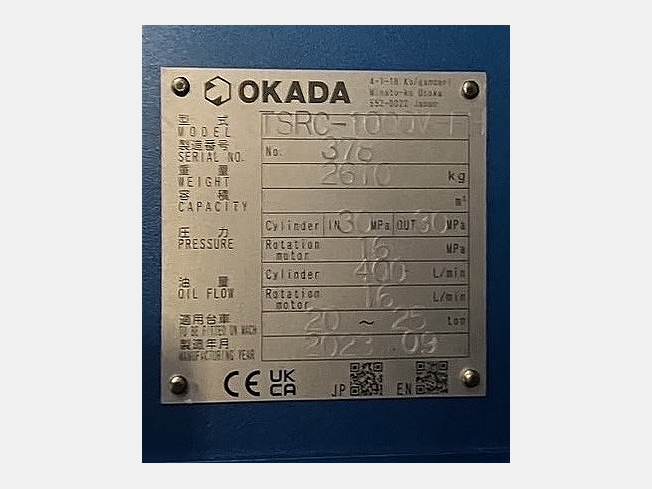 OKADA
4-1-18 Kaigandori
Minato-ku Osaka
552-0022 Japan
型式 MODEL TSRC-1000V-FH
製造番号 SERIAL NO. No. 378
重量 WEIGHT 2610 kg
容積 CAPACITY m³
圧力 PRESSURE Cylinder IN 30 MPa OUT 30 MPa
Rotation motor 16 MPa
油量 OIL FLOW Cylinder 400 L/min
Rotation motor 16 L/min
適用台車 TO BE FITTED ON MACH 20 ~ 25 ton
製造年月 MANUFACTURING YEAR 2023.09
CE UK CA JP EN